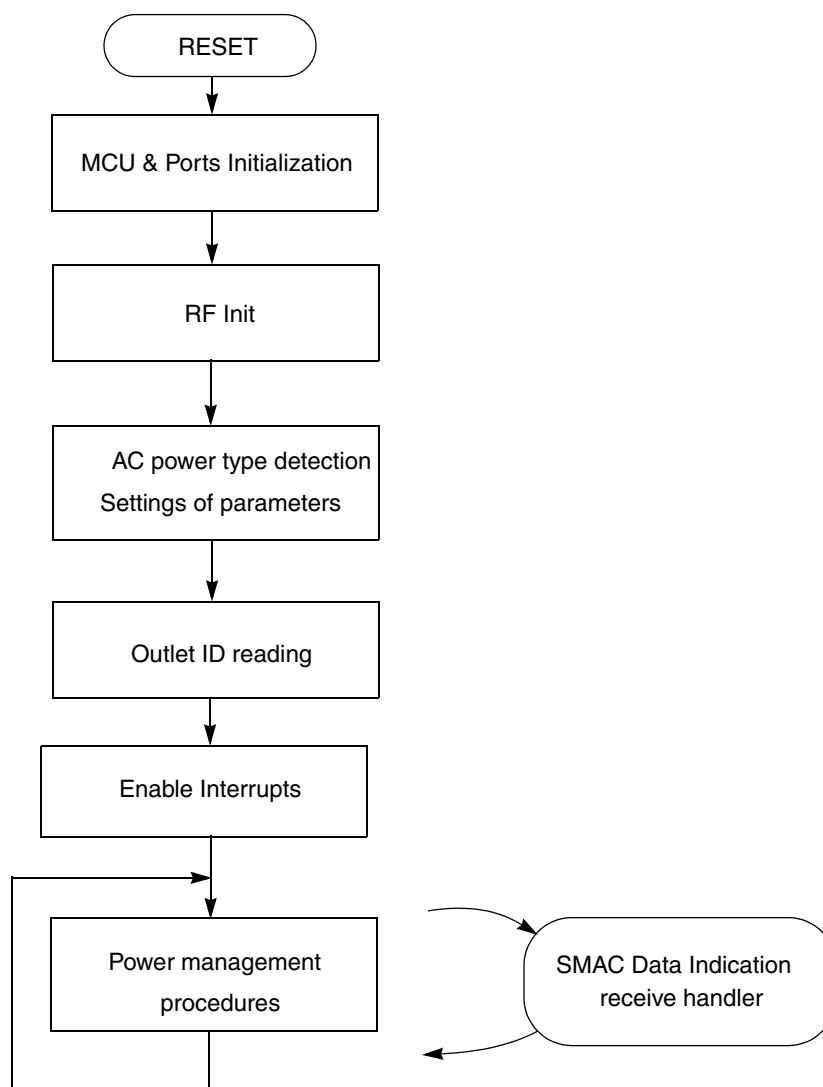 RESET
MCU & Ports Initialization
RF Init
AC power type detection
Settings of parameters
Outlet ID reading
Enable Interrupts
Power management
procedures
SMAC Data Indication
receive handler